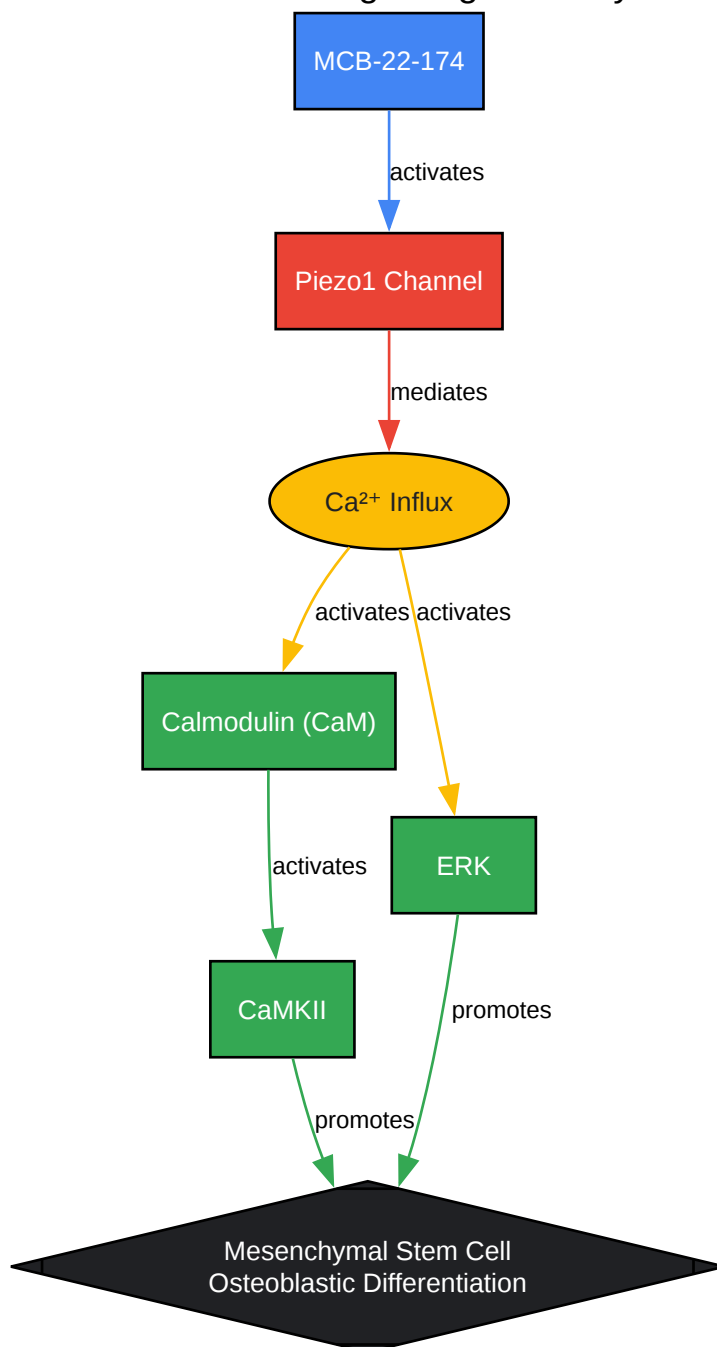 MCB-22-174
activates
Piezo1 Channel
mediates
Ca²⁺ Influx
activates activates
Calmodulin (CaM)
activates
ERK
CaMKII
promotes
promotes
Mesenchymal Stem Cell
Osteoblastic Differentiation